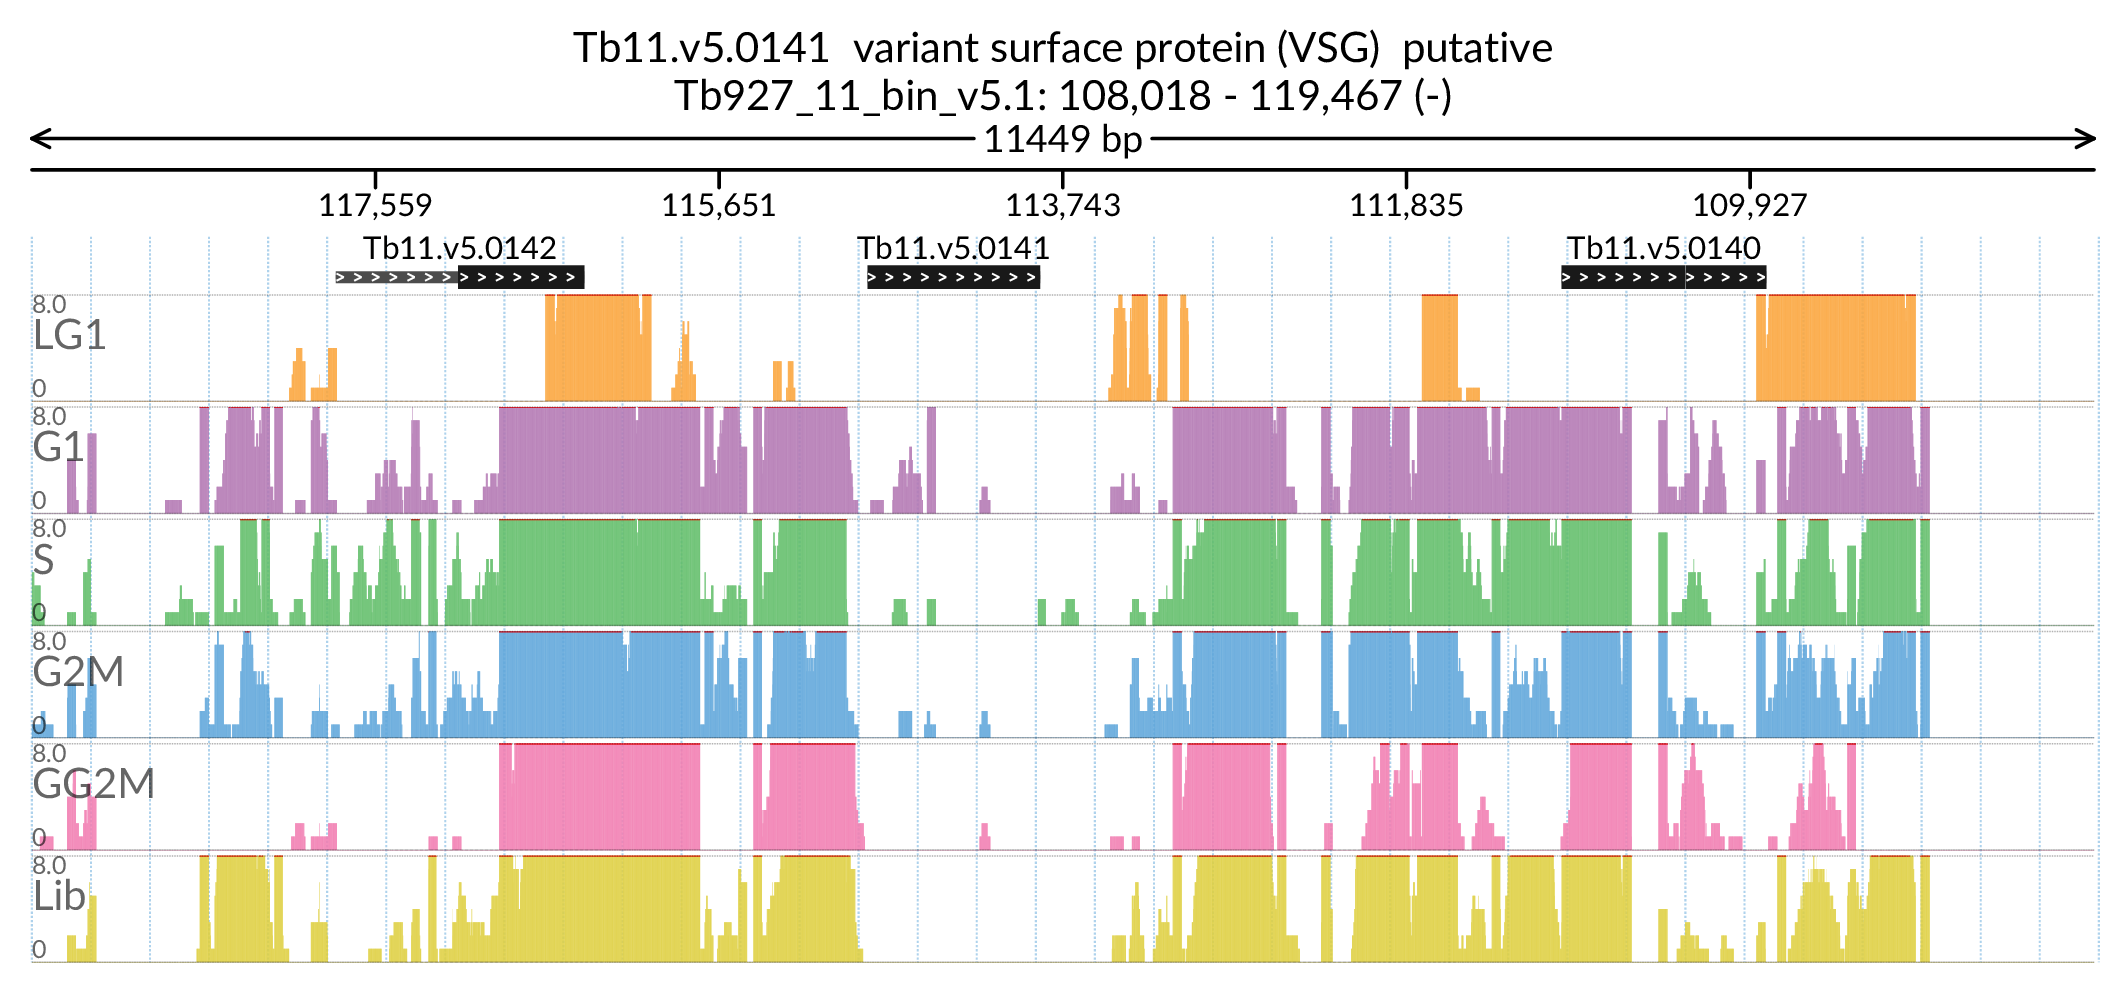 Tb11.v5.0141 variant surface protein (VSG) putative
Tb927_11_bin_v5.1: 108,018 - 119,467 (-)
11449 bp
117,559 115,651 113,743 111,835 109,927
Tb11.v5.0142 Tb11.v5.0141 Tb11.v5.0140
8.0
LG1
0
8.0
G1
0
8.0
S
0
8.0
G2M
0
8.0
GG2M
0
8.0
Lib
0